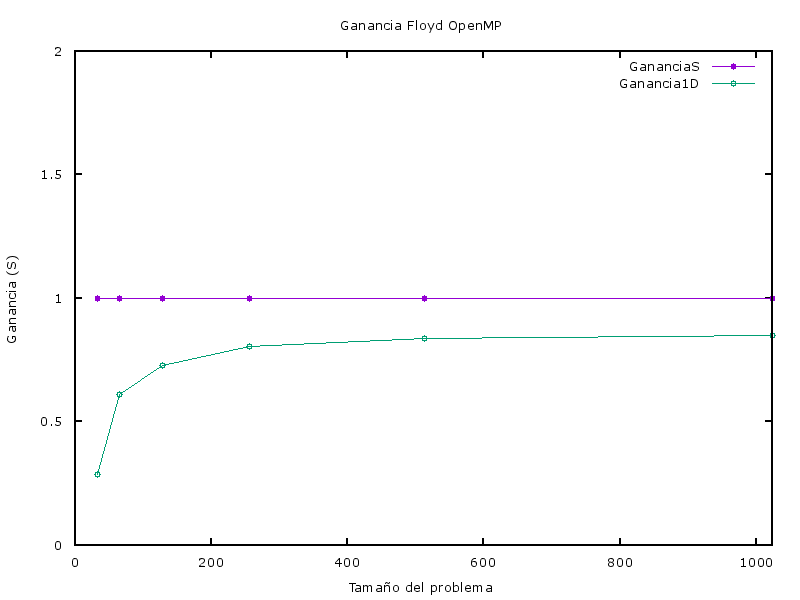 Ganancia Floyd OpenMP
2
GananciaS
Ganancia1D
1.5
1
Ganancia (S)
0.5
0
0 200 400 600 800 1000
Tamaño del problema